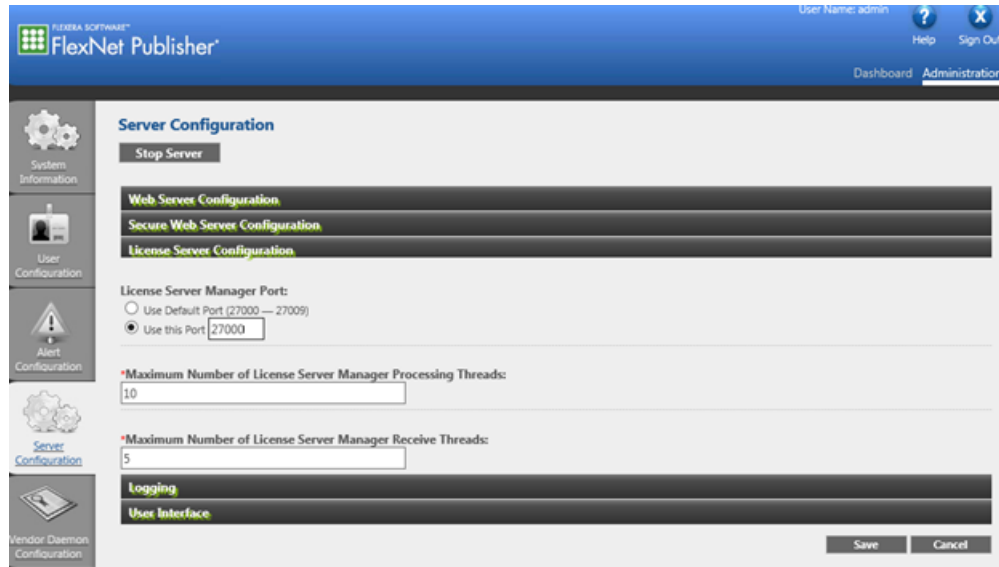 User Name: admin
FLEXERA SOFTWARE™
FlexNet Publisher®
Help
Sign Out
Dashboard Administration
System
Information
User
Configuration
Alert
Configuration
Server
Configuration
Vendor Daemon
Configuration
Server Configuration
Stop Server
Web Server Configuration
Secure Web Server Configuration
License Server Configuration
License Server Manager Port:
Use Default Port (27000 — 27009)
Use this Port 27000
*Maximum Number of License Server Manager Processing Threads:
10
*Maximum Number of License Server Manager Receive Threads:
5
Logging
User Interface
Save Cancel